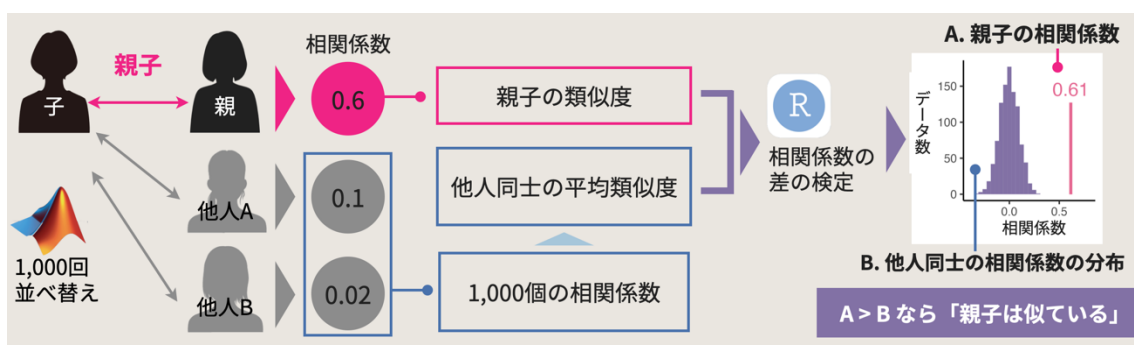 相関係数
親子
子
親
0.6
親子の類似度
他人A
0.1
他人同士の平均類似度
1,000回
並べ替え
他人B
0.02
1,000個の相関係数
R
相関係数の
差の検定
A. 親子の相関係数
データ数
150
100
50
0
0.61
0.0
0.5
相関係数
B. 他人同士の相関係数の分布
A > B なら「親子は似ている」